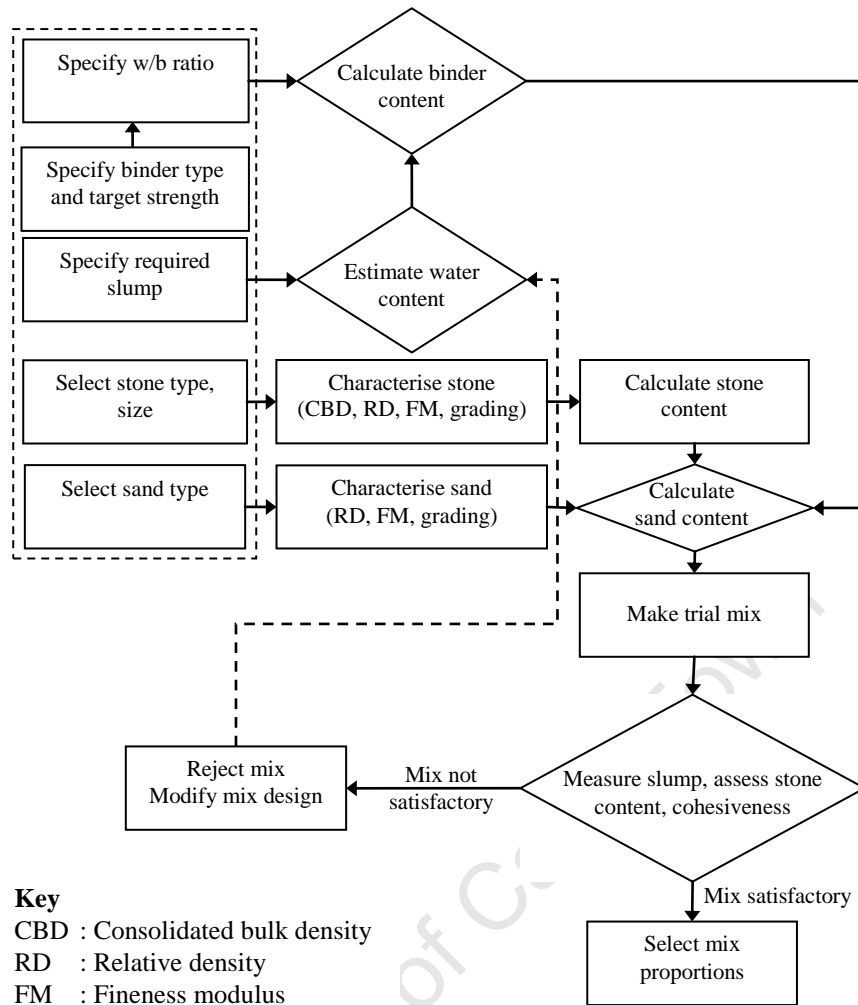 Specify w/b ratio
Calculate binder
content
Specify binder type
and target strength
Specify required
slump
Estimate water
content
Select stone type,
size
Characterise stone
(CBD, RD, FM, grading)
Calculate stone
content
Select sand type
Characterise sand
(RD, FM, grading)
Calculate
sand content
Make trial mix
Reject mix
Modify mix design
Mix not
satisfactory
Measure slump, assess stone
content, cohesiveness
Mix satisfactory
Select mix
proportions
Key
CBD : Consolidated bulk density
RD : Relative density
FM : Fineness modulus
of C